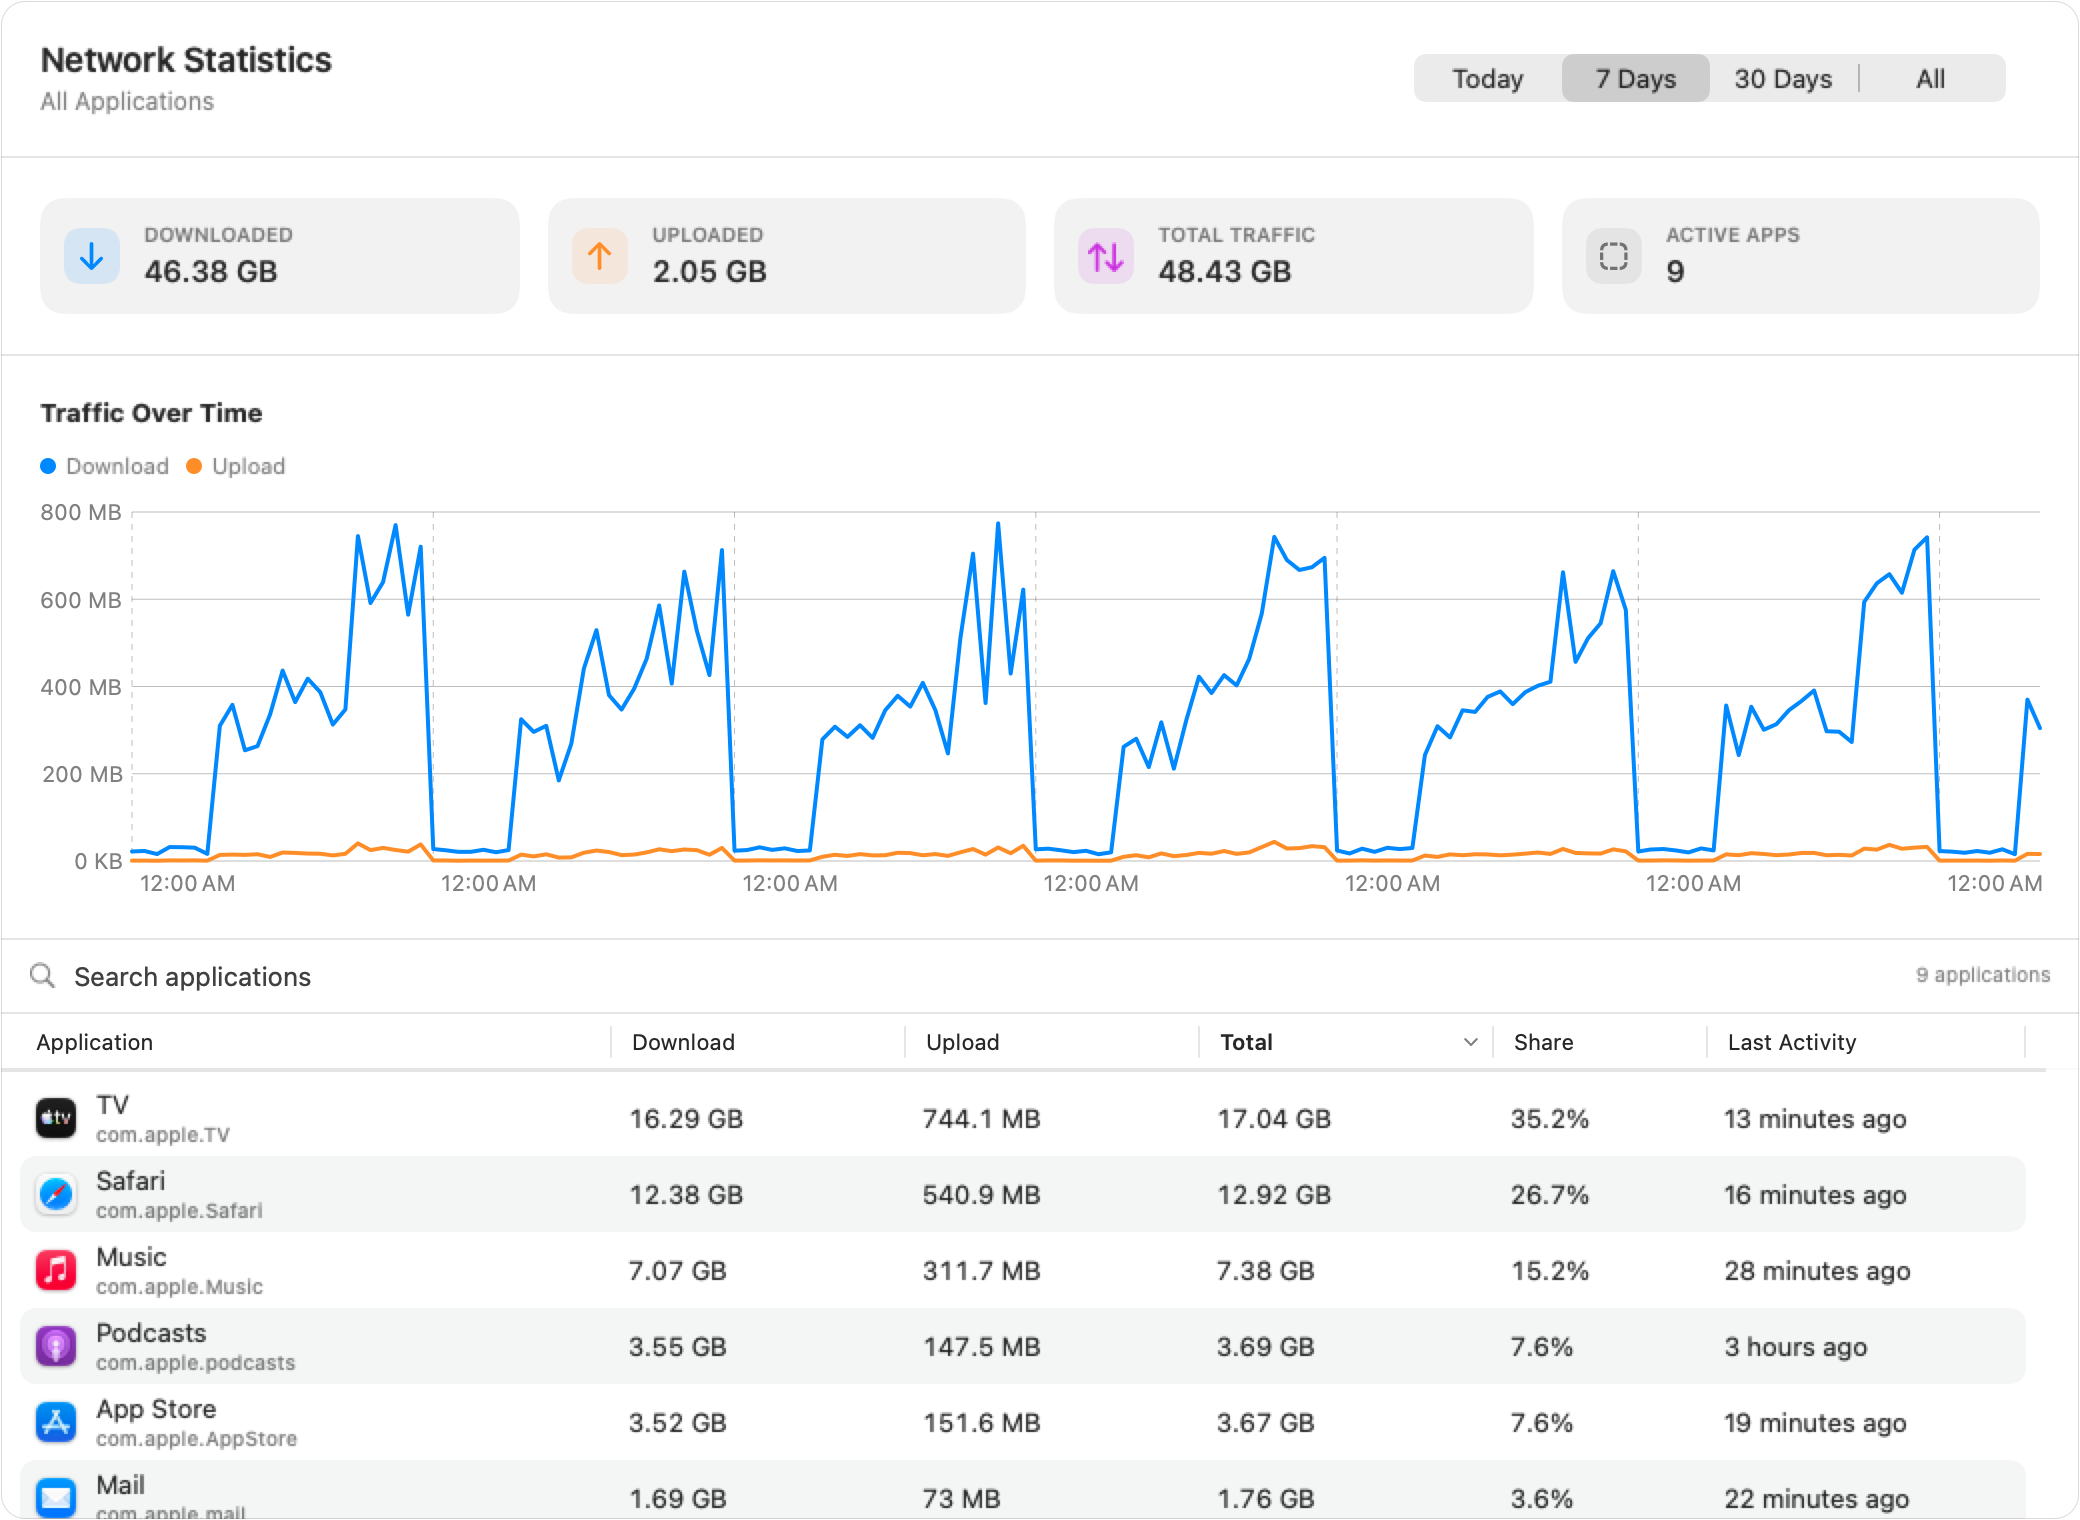 Network Statistics
All Applications
Today 7 Days 30 Days All
DOWNLOADED
46.38 GB
UPLOADED
2.05 GB
TOTAL TRAFFIC
48.43 GB
ACTIVE APPS
9
Traffic Over Time
Download Upload
800 MB
600 MB
400 MB
200 MB
0 KB
12:00 AM 12:00 AM 12:00 AM 12:00 AM 12:00 AM 12:00 AM 12:00 AM
Search applications
9 applications
Application Download Upload Total Share Last Activity
tv
TV
com.apple.TV
16.29 GB 744.1 MB 17.04 GB 35.2% 13 minutes ago
Safari
com.apple.Safari
12.38 GB 540.9 MB 12.92 GB 26.7% 16 minutes ago
Music
com.apple.Music
7.07 GB 311.7 MB 7.38 GB 15.2% 28 minutes ago
Podcasts
com.apple.podcasts
3.55 GB 147.5 MB 3.69 GB 7.6% 3 hours ago
App Store
com.apple.AppStore
3.52 GB 151.6 MB 3.67 GB 7.6% 19 minutes ago
Mail
com.apple.mail
1.69 GB 73 MB 1.76 GB 3.6% 22 minutes ago